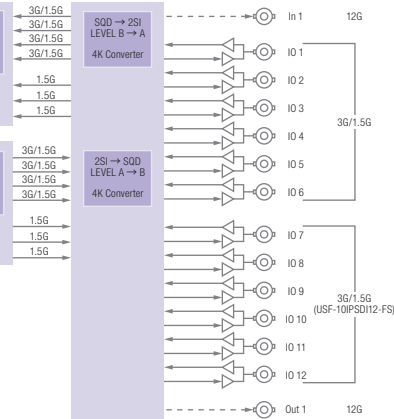 3G/1.5G
3G/1.5G
3G/1.5G
3G/1.5G
1.5G
1.5G
1.5G
SQD → 2SI
LEVEL B → A
4K Converter
3G/1.5G
3G/1.5G
3G/1.5G
3G/1.5G
1.5G
1.5G
1.5G
2SI → SQD
LEVEL A → B
4K Converter
In 1 12G
IO 1
IO 2
IO 3
IO 4
IO 5
IO 6
3G/1.5G
IO 7
IO 8
IO 9
IO 10
IO 11
IO 12
3G/1.5G
(USF-10IPSDI12-FS)
Out 1 12G